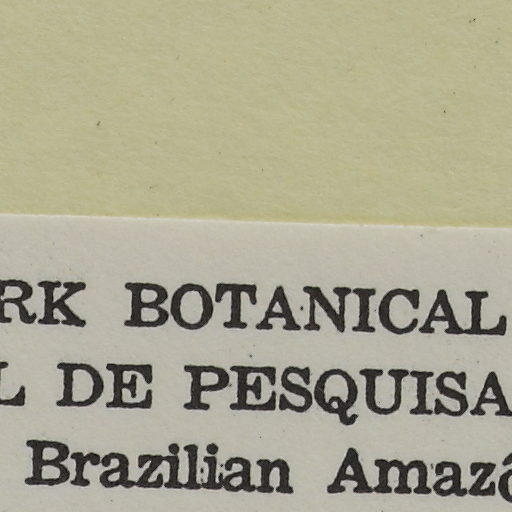 RK BOTANICAL
L DE PESQUISA
Brazilian Amazô